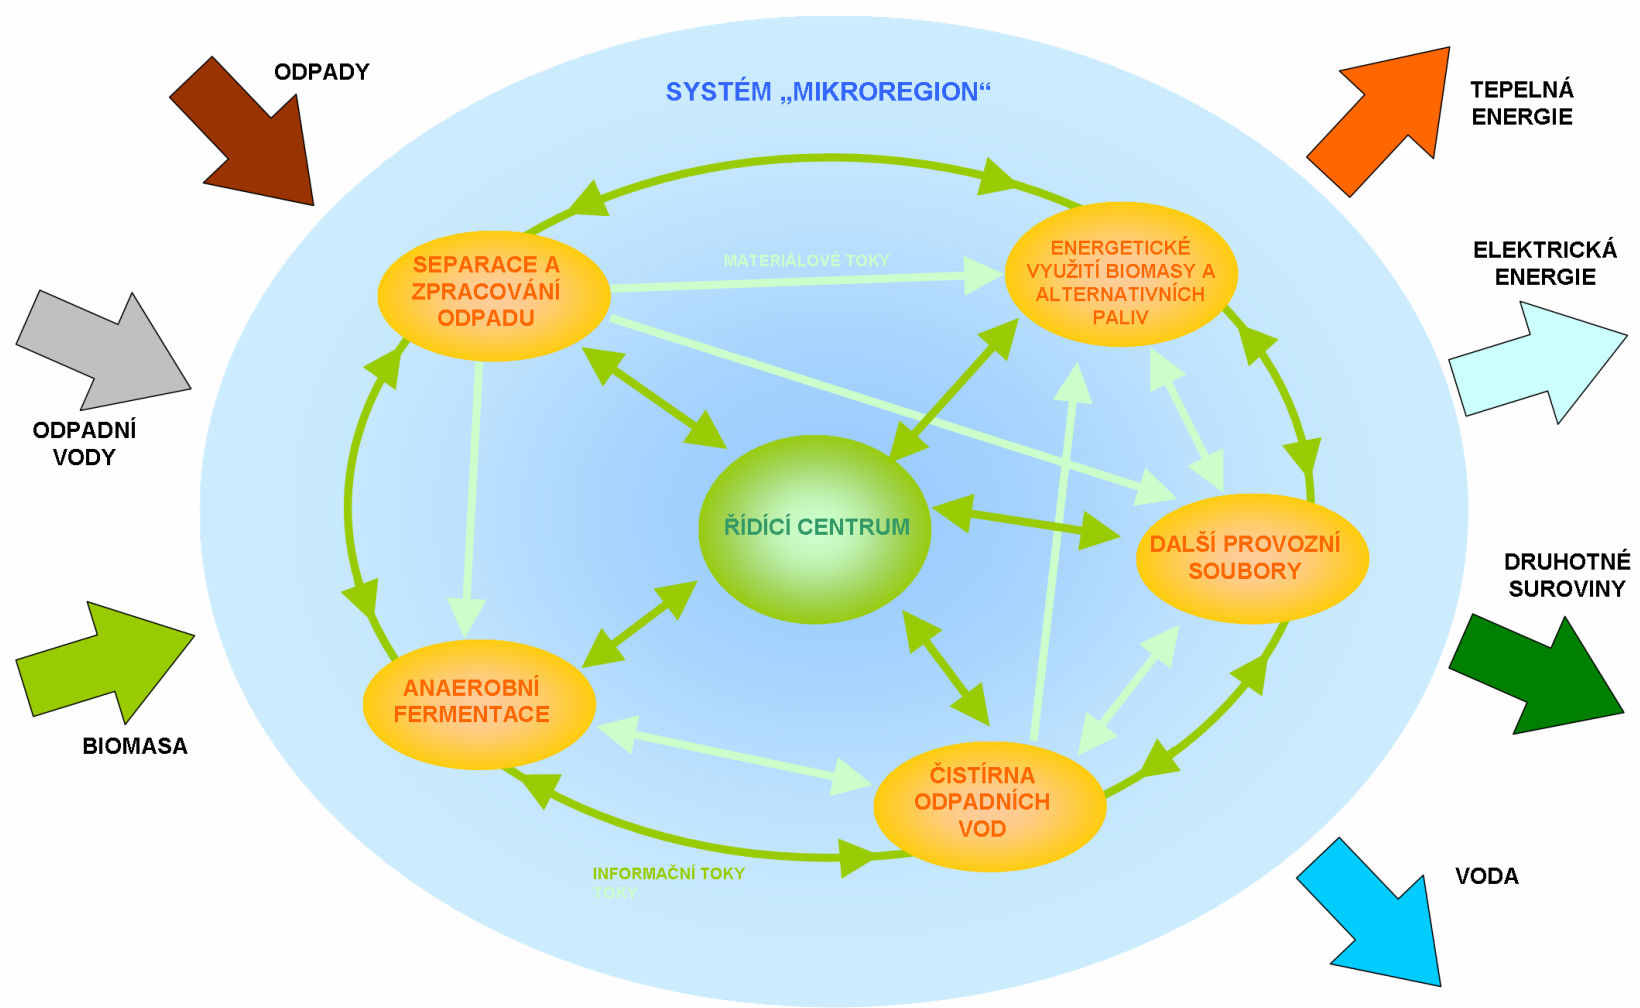 ODPADY
SYSTÉM „MIKROREGION“
TEPELNÁ
ENERGIE
ELEKTRICKÁ
ENERGIE
MATERIÁLOVÉ TOKY
SEPARACE A
ZPRACOVÁNÍ
ODPADU
ENERGETICKÉ
VYUŽITÍ BIOMASY A
ALTERNATIVNÍCH
PALIV
ODPADNÍ
VODY
ŘÍDÍCÍ CENTRUM
DALŠÍ PROVOZNÍ
SOUBORY
DRUHOTNÉ
SUROVINY
ANAEROBNÍ
FERMENTACE
BIOMASA
ČISTÍRNA
ODPADNÍCH
VOD
INFORMAČNÍ TOKY
TOKY
VODA